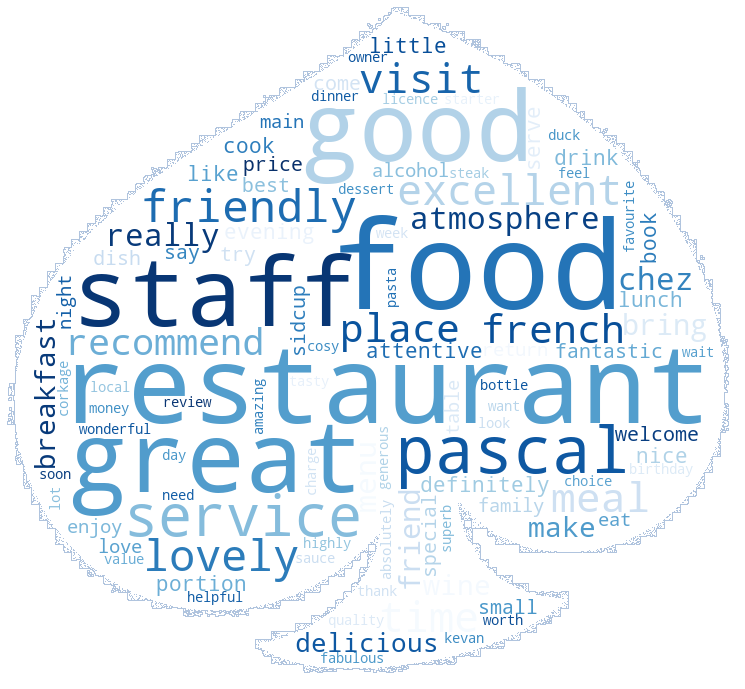 owner
little
come
visit
dinner
licence
starter
good
main
cook
price
serve
duck
drink
feel
like
best
alcohol
steak
dessert
excellent
friendly
atmosphere
favourite
book
really
evening
week
say
try
dish
food
staff
night
pasta
chez
lunch
sidcup
place
french
bring
recommend
cosy
attentive
return
fantastic
wait
breakfast
restaurant
corkage
local
tasty
bottle
money
review
amazing
table
want
wonderful
look
great
day
generous
pascal
welcome
soon
need
charge
menu
definitely
choice
nice
birthday
lot
service
family
meal
enjoy
absolutely
friend
special
superb
make
eat
love
highly
value
lovely
sauce
portion
thank
wine
helpful
quality
time
small
worth
delicious
kevan
fabulous